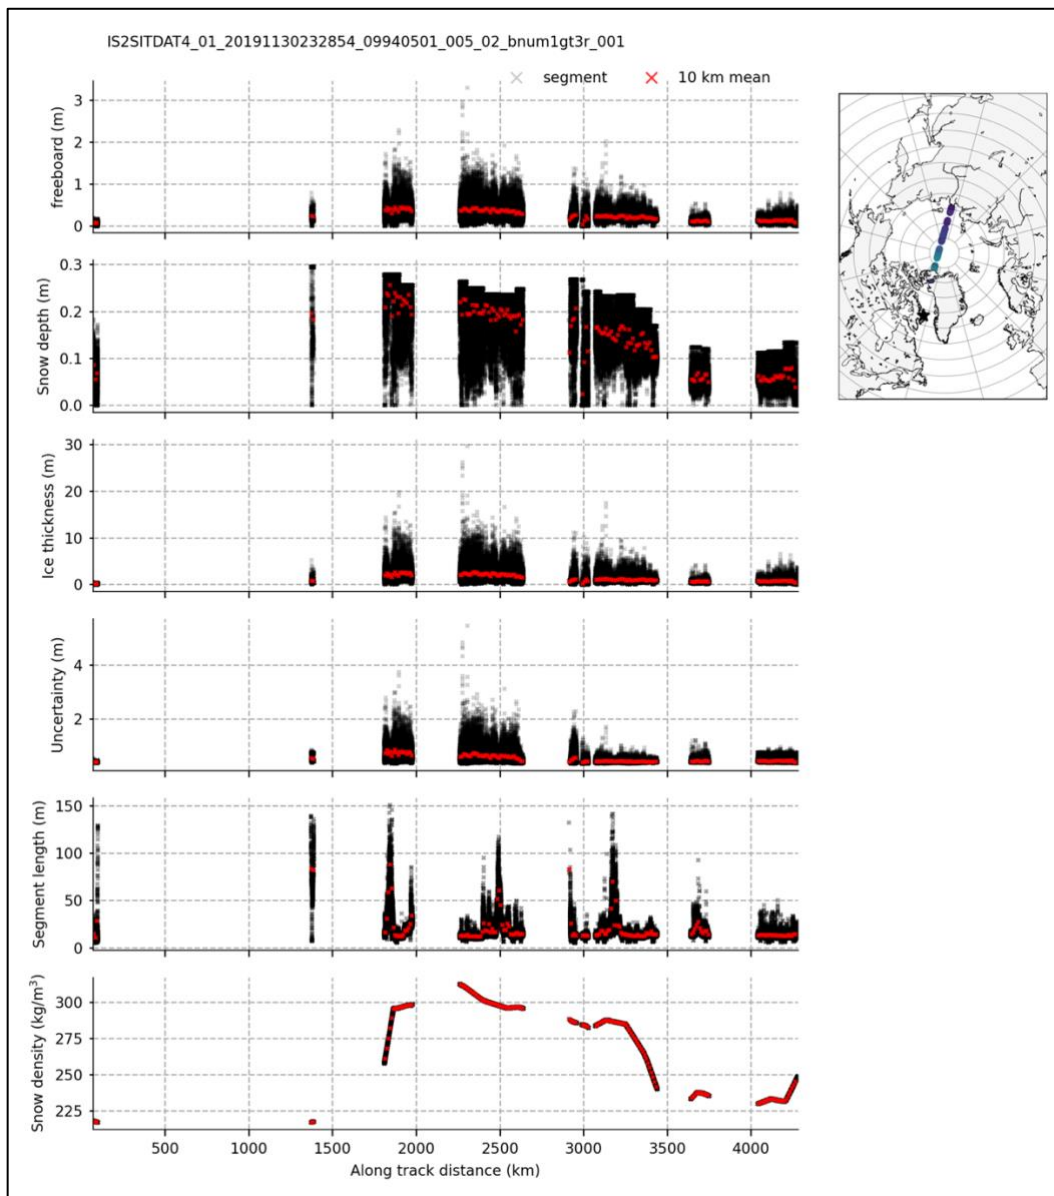 IS2SITDAT4_01_20191130232854_09940501_005_02_bnum1gt3r_001
segment 10 km mean
freeboard (m)
3
2
1
0
Snow depth (m)
0.3
0.2
0.1
0.0
Ice thickness (m)
30
20
10
0
Uncertainty (m)
4
2
Segment length (m)
150
100
50
0
Snow density (kg/m³)
300
275
250
225
500 1000 1500 2000 2500 3000 3500 4000
Along track distance (km)